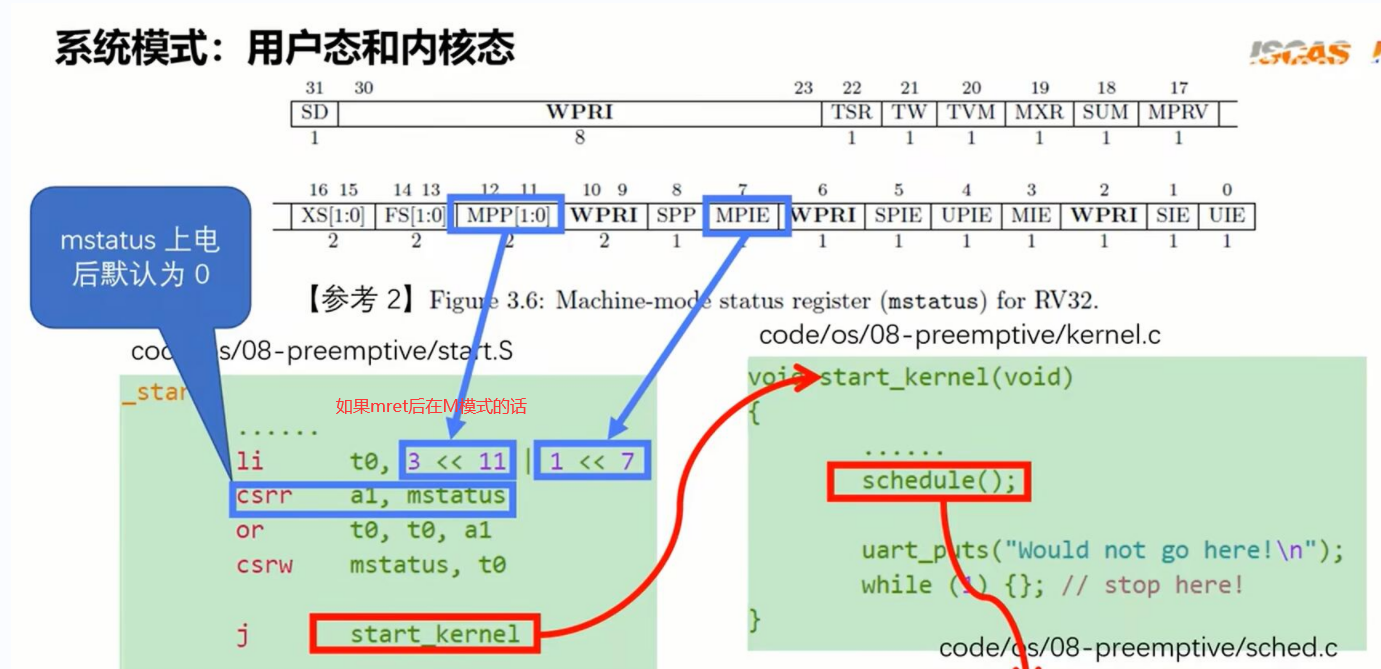 系统模式：用户态和内核态
ISCAS
31 30 23 22 21 20 19 18 17
SD WPRI TSR TW TVM MXR SUM MPRV
1 8 1 1 1 1 1 1
16 15 14 13 12 11 10 9 8 7 6 5 4 3 2 1 0
XS[1:0] FS[1:0] MPP[1:0] WPRI SPP MPIE WPRI SPIE UPIE MIE WPRI SIE UIE
2 2 2 2 1 1 1 1 1 1 1 1 1
mstatus 上电
后默认为 0
【参考 2】Figure 3.6: Machine-mode status register (mstatus) for RV32.
code/os/08-preemptive/start.S
_start
如果mret后在M模式的话
......
li t0, 3 << 11 | 1 << 7
csrr a1, mstatus
or t0, t0, a1
csrw mstatus, t0
j start_kernel
code/os/08-preemptive/kernel.c
void start_kernel(void)
{
......
schedule();
uart_puts("Would not go here!\n");
while (1) {}; // stop here!
}
code/os/08-preemptive/sched.c